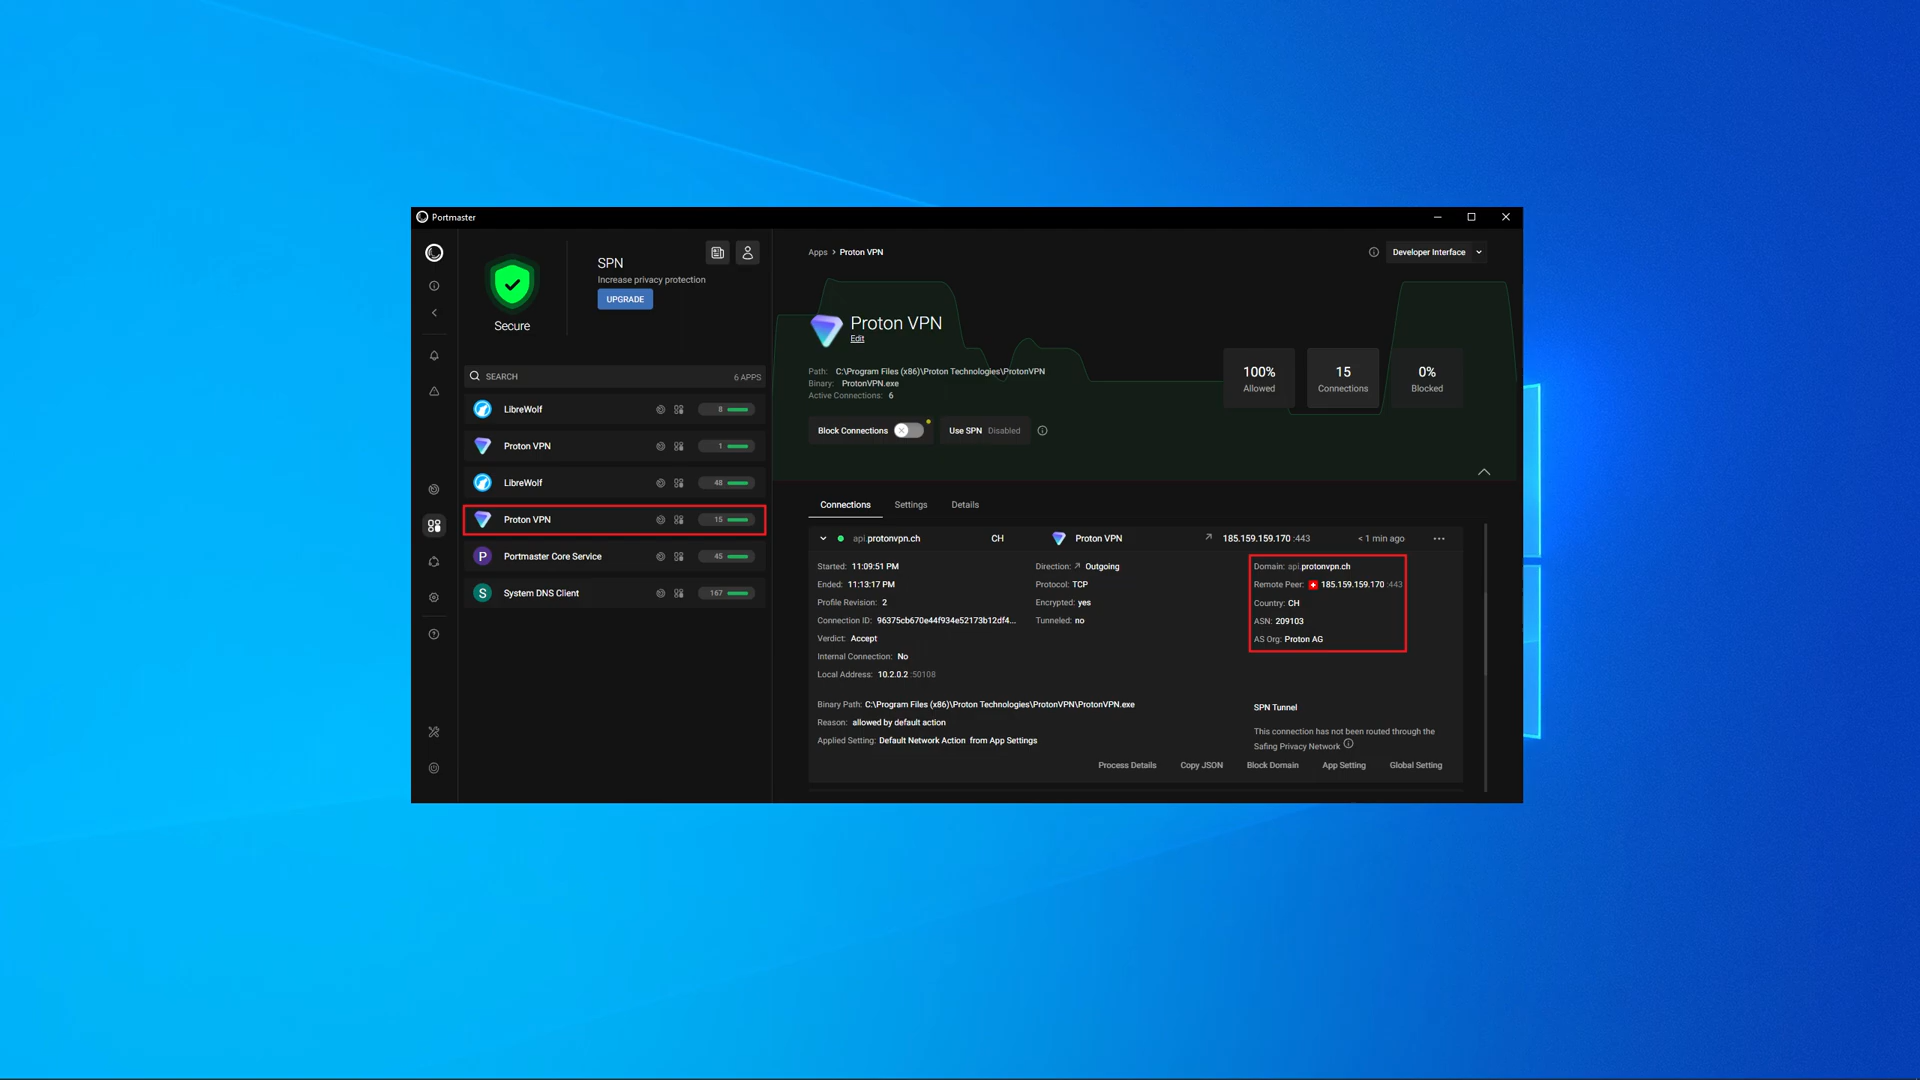 Portmaster
SPN
Increase privacy protection
UPGRADE
Secure
SEARCH 6 APPS
LibreWolf 8
Proton VPN 1
LibreWolf 48
Proton VPN 15
P Portmaster Core Service 45
S System DNS Client 167
Apps > Proton VPN
Developer Interface
Proton VPN
Edit
Path: C:\Program Files (x86)\Proton Technologies\ProtonVPN
Binary: ProtonVPN.exe
Active Connections: 6
100%
Allowed
15
Connections
0%
Blocked
Block Connections
Use SPN Disabled
Connections Settings Details
api.protonvpn.ch CH Proton VPN 185.159.159.170 :443 < 1 min ago
Started: 11:09:51 PM
Ended: 11:13:17 PM
Profile Revision: 2
Connection ID: 96375cb670e44f934e52173b12df4...
Verdict: Accept
Internal Connection: No
Local Address: 10.2.0.2 :50108
Direction: Outgoing
Protocol: TCP
Encrypted: yes
Tunneled: no
Domain: api.protonvpn.ch
Remote Peer: 185.159.159.170 :443
Country: CH
ASN: 209103
AS Org: Proton AG
Binary Path: C:\Program Files (x86)\Proton Technologies\ProtonVPN\ProtonVPN.exe
Reason: allowed by default action
Applied Setting: Default Network Action from App Settings
SPN Tunnel
This connection has not been routed through the
Safing Privacy Network
Process Details Copy JSON Block Domain App Setting Global Setting